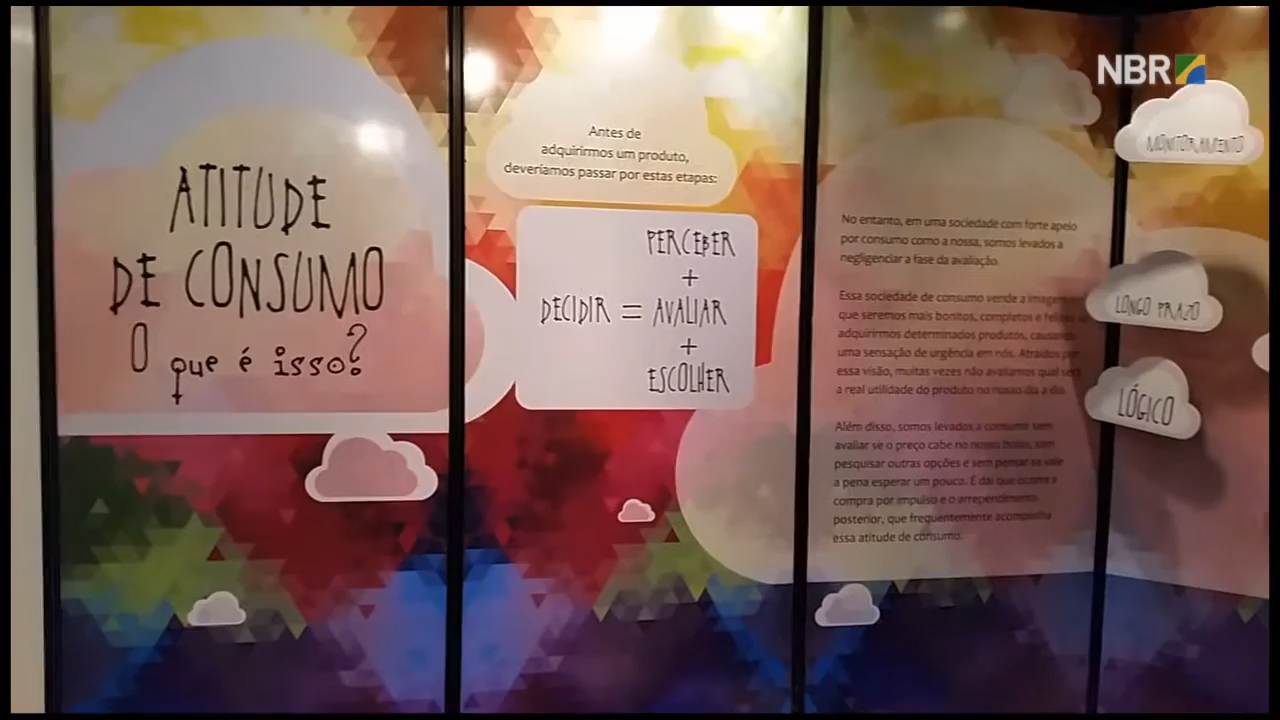 ATITUDE
DE CONSUMO
O que é isso?
Antes de
adquirirmos um produto,
deveríamos passar por estas etapas:
PERCEBER
+
DECIDIR = AVALIAR
+
ESCOLHER
No entanto, em uma sociedade com forte apelo
por consumo como a nossa, somos levados a
negligenciar a fase da avaliação.
Essa sociedade de consumo vende a imagem
que seremos mais bonitos, completos e felizes
adquirirmos determinados produtos, causando
uma sensação de urgência em nós. Atraídos por
essa visão, muitas vezes não avaliamos qual será
a real utilidade do produto no nosso dia a dia.
Além disso, somos levados a consumir sem
avaliar se o preço cabe no nosso bolso, sem
pesquisar outras opções e sem pensar se vale
a pena esperar um pouco. É daí que ocorre a
compra por impulso e o arrependimento
posterior, que frequentemente acompanha
essa atitude de consumo.
NBR
MONITORAMENTO
LONGO PRAZO
LÓGICO